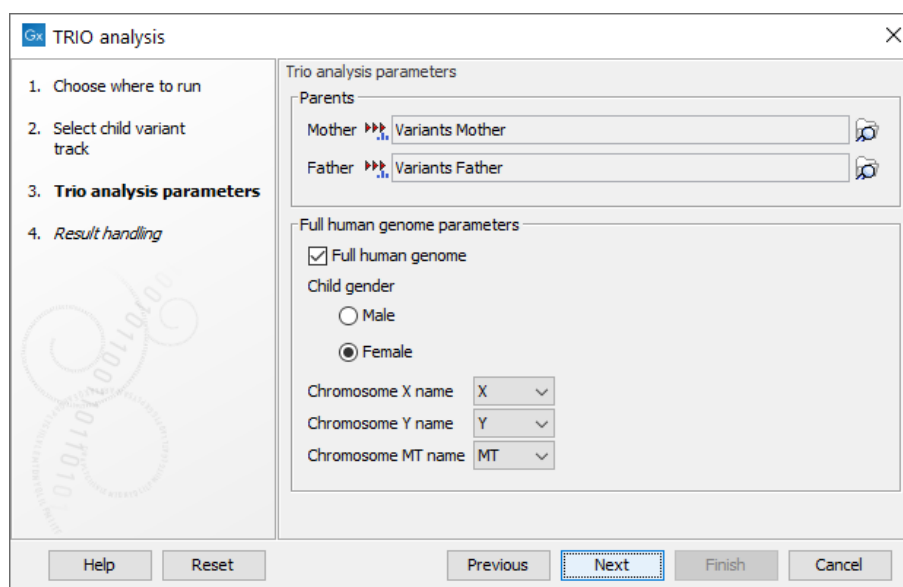 Gx TRIO analysis
1. Choose where to run
2. Select child variant
track
3. Trio analysis parameters
4. Result handling
Trio analysis parameters
Parents
Mother Variants Mother
Father Variants Father
Full human genome parameters
Full human genome
Child gender
Male
Female
Chromosome X name X
Chromosome Y name Y
Chromosome MT name MT
Help Reset Previous Next Finish Cancel